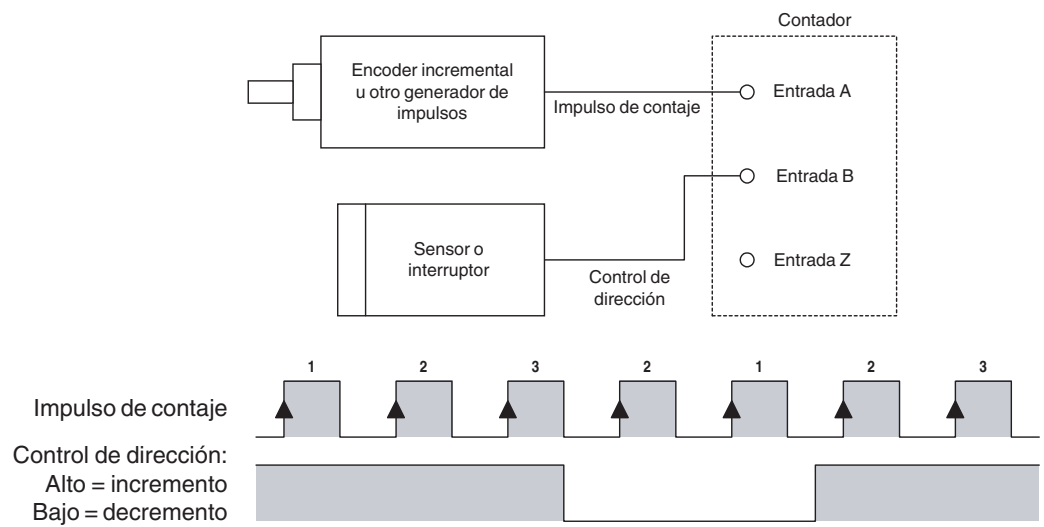 Contador
Encoder incremental
u otro generador de
impulsos
Impulso de contaje
Entrada A
Entrada B
Sensor o
interruptor
Control de
dirección
Entrada Z
1 2 3 2 1 2 3
Impulso de contaje
Control de dirección:
Alto = incremento
Bajo = decremento